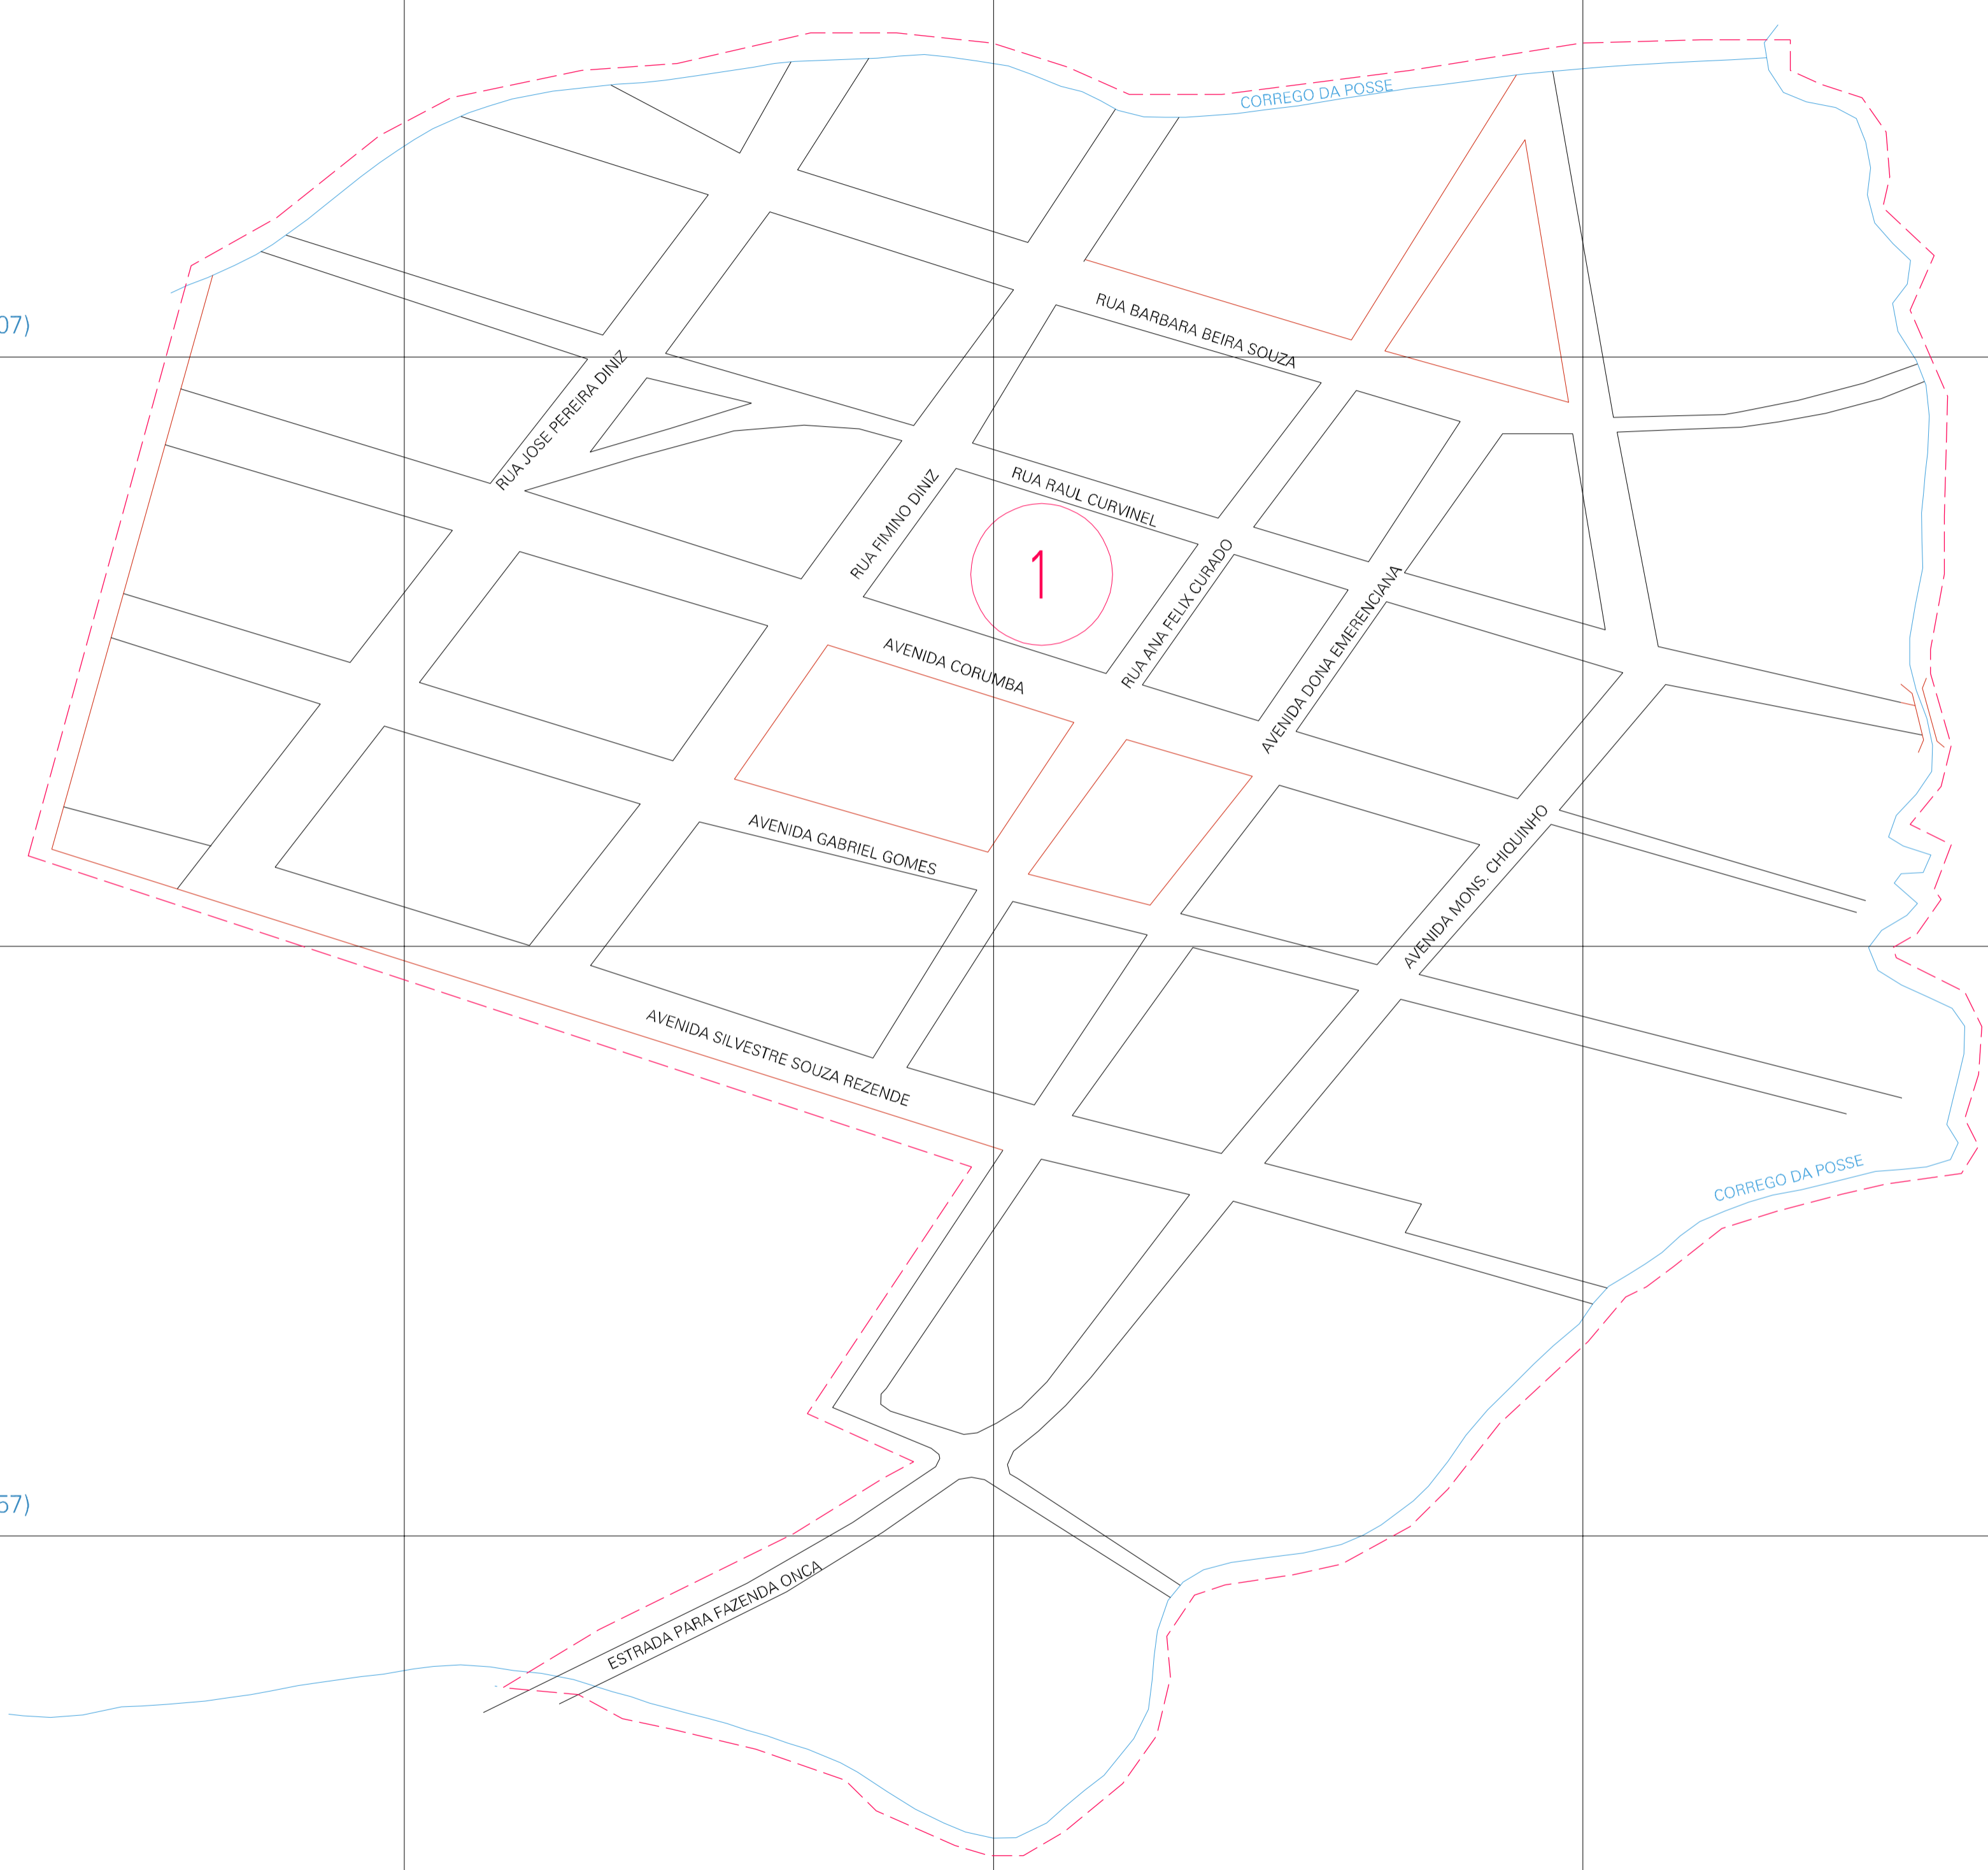 CORREGO DA POSSE
07)
RUA BARBARA BEIRA SOUZA
RUA JOSE PEREIRA DINIZ
RUA RAUL CURVINEL
RUA FIMINO DINIZ
1
RUA ANA FELIX CURADO
AVENIDA DONA EMERENCIANA
AVENIDA CORUMBA
AVENIDA GABRIEL GOMES
AVENIDA MONS. CHIQUINHO
AVENIDA SILVESTRE SOUZA REZENDE
CORREGO DA POSSE
57)
ESTRADA PARA FAZENDA ONCA